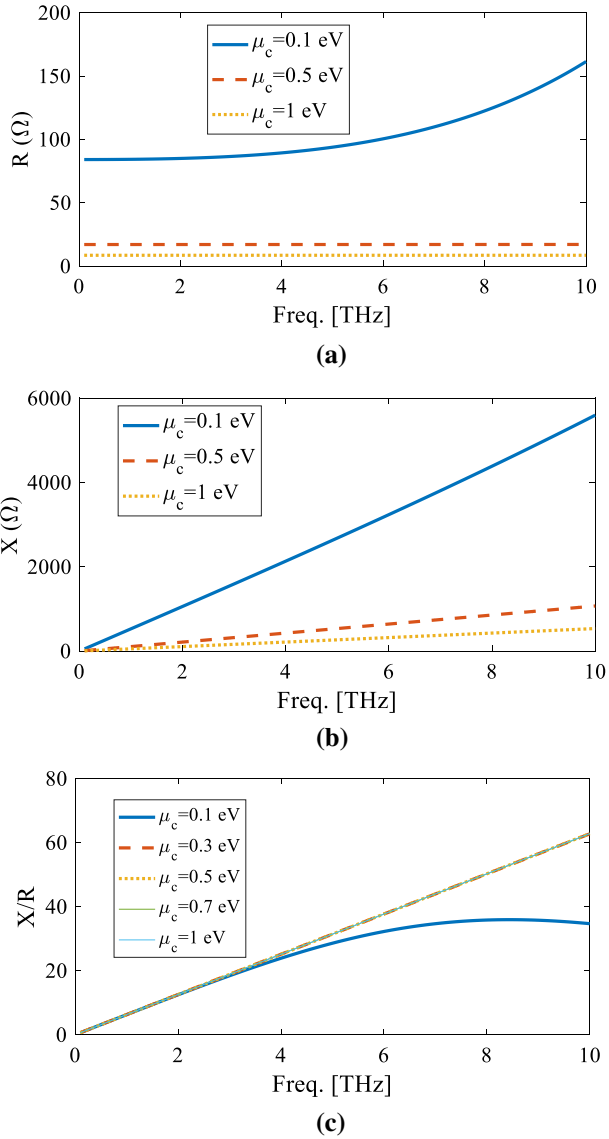 200
150
100
50
0
R (Ω)
μc=0.1 eV
μc=0.5 eV
μc=1 eV
0 2 4 6 8 10
Freq. [THz]
(a)
6000
4000
2000
0
X (Ω)
μc=0.1 eV
μc=0.5 eV
μc=1 eV
0 2 4 6 8 10
Freq. [THz]
(b)
80
60
40
20
0
X/R
μc=0.1 eV
μc=0.3 eV
μc=0.5 eV
μc=0.7 eV
μc=1 eV
0 2 4 6 8 10
Freq. [THz]
(c)